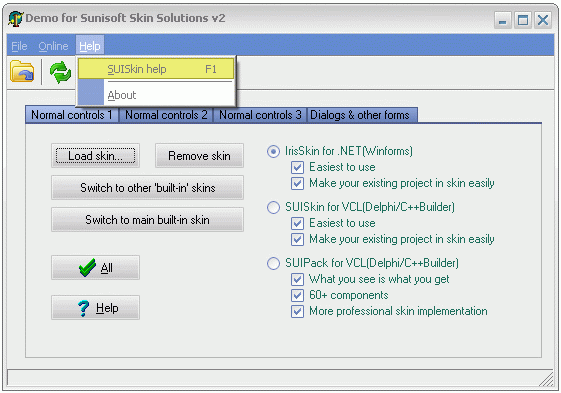 Demo for Sunisoft Skin Solutions v2
File Online Help
SUISkin help F1
About
Normal controls 1 Normal controls 2 Normal controls 3 Dialogs & other forms
Load skin... Remove skin
Switch to other 'built-in' skins
Switch to main built-in skin
All
Help
IrisSkin for .NET(Winforms)
Easiest to use
Make your existing project in skin easily
SUISkin for VCL(Delphi/C++Builder)
Easiest to use
Make your existing project in skin easily
SUIPack for VCL(Delphi/C++Builder)
What you see is what you get
60+ components
More professional skin implementation